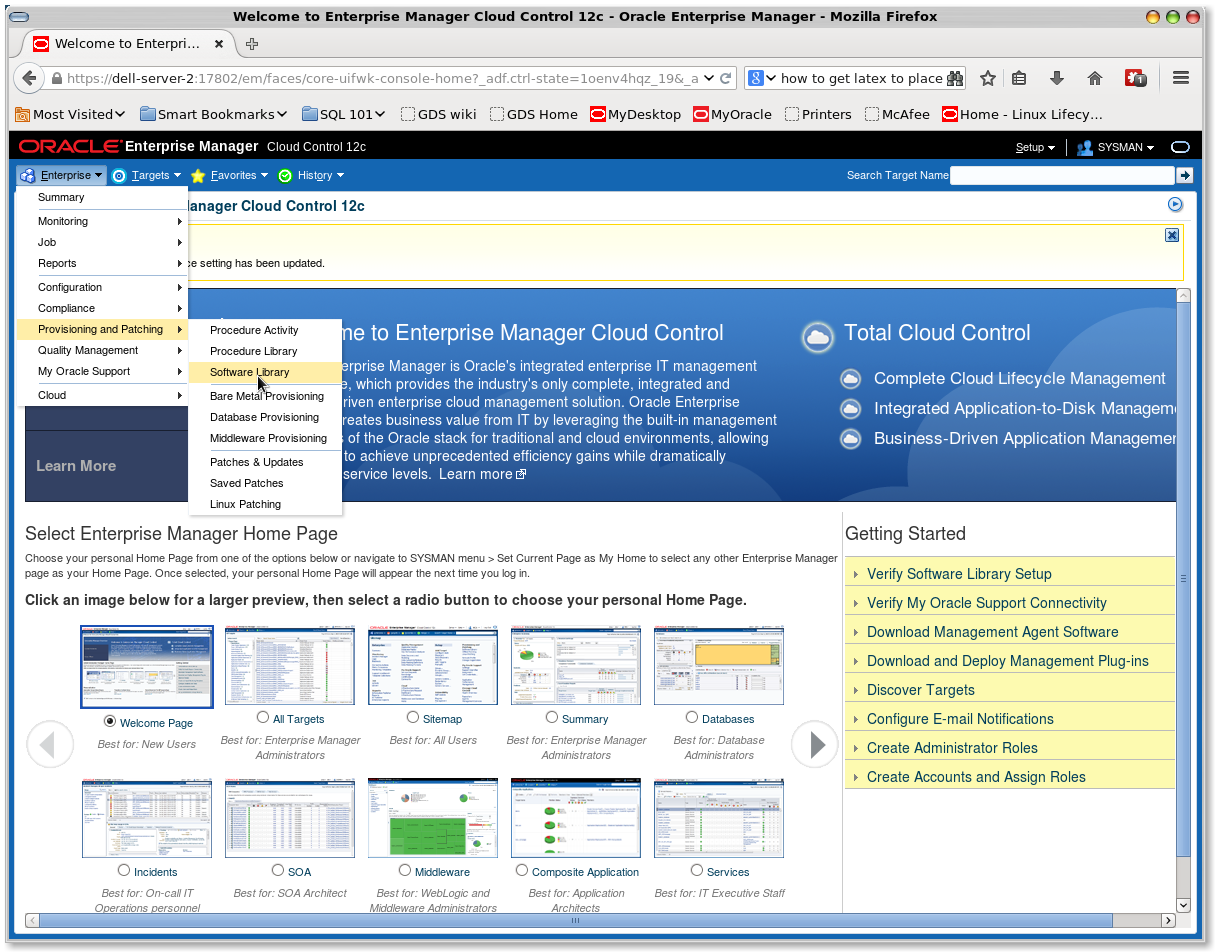 Welcome to Enterprise Manager Cloud Control 12c - Oracle Enterprise Manager - Mozilla Firefox
Welcome to Enterpri...
https://dell-server-2:17802/em/faces/core-uifwk-console-home?_adf.ctrl-state=1oenv4hqz_19&_a
8 how to get latex to place
1
Most Visited Smart Bookmarks SQL 101 GDS wiki GDS Home MyDesktop MyOracle Printers McAfee Home - Linux Lifecy...
ORACLE Enterprise Manager Cloud Control 12c
Setup SYSMAN
Enterprise Targets Favorites History
Search Target Name
Summary
Monitoring
Job
Reports
Configuration
Compliance
Provisioning and Patching
Quality Management
My Oracle Support
Cloud
Procedure Activity
Procedure Library
Software Library
Bare Metal Provisioning
Database Provisioning
Middleware Provisioning
Patches & Updates
Saved Patches
Linux Patching
anager Cloud Control 12c
ce setting has been updated.
me to Enterprise Manager Cloud Control
erprise Manager is Oracle's integrated enterprise IT management
e, which provides the industry's only complete, integrated and
riven enterprise cloud management solution. Oracle Enterprise
reates business value from IT by leveraging the built-in management
s of the Oracle stack for traditional and cloud environments, allowing
to achieve unprecedented efficiency gains while dramatically
service levels. Learn more
Total Cloud Control
Complete Cloud Lifecycle Management
Integrated Application-to-Disk Managem
Business-Driven Application Managemer
Learn More
Select Enterprise Manager Home Page
Choose your personal Home Page from one of the options below or navigate to SYSMAN menu > Set Current Page as My Home to select any other Enterprise Manager
page as your Home Page. Once selected, your personal Home Page will appear the next time you log in.
Click an image below for a larger preview, then select a radio button to choose your personal Home Page.
Welcome Page
Best for: New Users
All Targets
Best for: Enterprise Manager
Administrators
Sitemap
Best for: All Users
Summary
Best for: Enterprise Manager
Administrators
Databases
Best for: Database
Administrators
Incidents
Best for: On-call IT
Operations personnel
SOA
Best for: SOA Architect
Middleware
Best for: WebLogic and
Middleware Administrators
Composite Application
Best for: Application
Architects
Services
Best for: IT Executive Staff
Getting Started
Verify Software Library Setup
Verify My Oracle Support Connectivity
Download Management Agent Software
Download and Deploy Management Plug-ins
Discover Targets
Configure E-mail Notifications
Create Administrator Roles
Create Accounts and Assign Roles